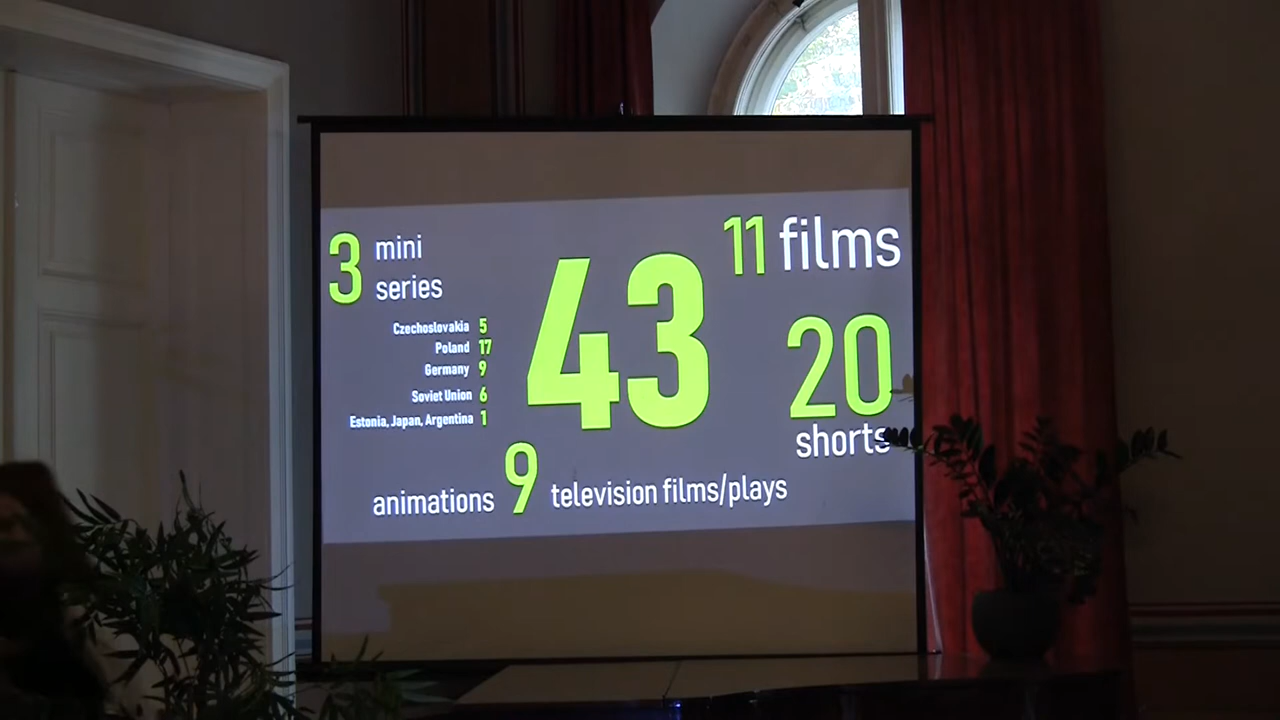 3 mini
series
Czechoslovakia 5
Poland 17
Germany 9
Soviet Union 6
Estonia, Japan, Argentina 1
43
11 films
20
shorts
animations 9 television films/plays